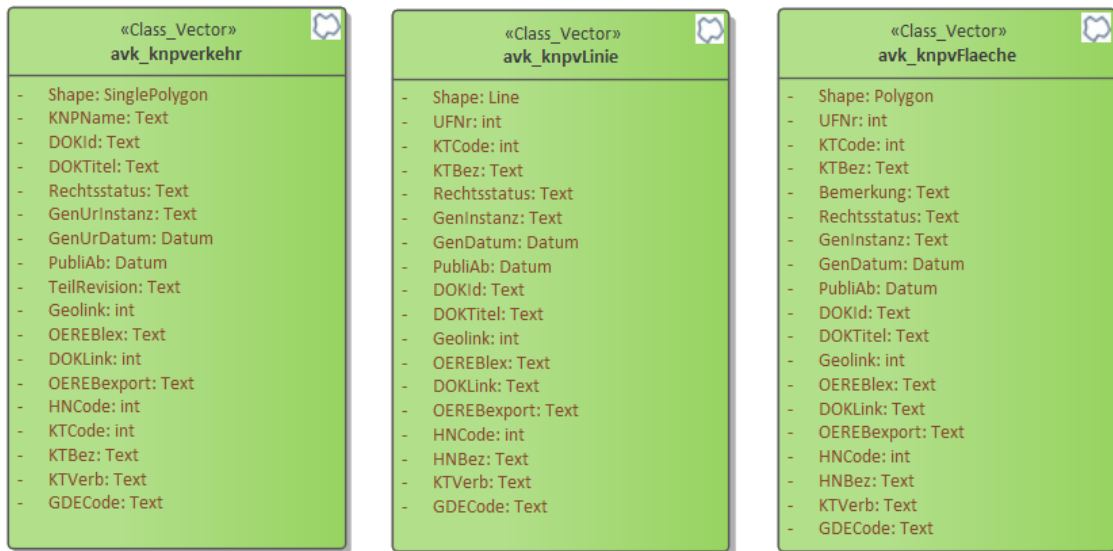 «Class_Vector»
avk_knpverkehr
- Shape: SinglePolygon
- KNPName: Text
- DOKId: Text
- DOKTitel: Text
- Rechtsstatus: Text
- GenUrInstanz: Text
- GenUrDatum: Datum
- PubliAb: Datum
- TeilRevision: Text
- Geolink: int
- OEREBlex: Text
- DOKLink: int
- OEREBexport: Text
- HNCode: int
- KTCode: int
- KTBez: Text
- KTVerb: Text
- GDECode: Text
«Class_Vector»
avk_knpvLinie
- Shape: Line
- UFNr: int
- KTCode: int
- KTBez: Text
- Rechtsstatus: Text
- GenInstanz: Text
- GenDatum: Datum
- PubliAb: Datum
- DOKId: Text
- DOKTitel: Text
- Geolink: int
- OEREBlex: Text
- DOKLink: Text
- OEREBexport: Text
- HNCode: int
- HNBez: Text
- KTVerb: Text
- GDECode: Text
«Class_Vector»
avk_knpvFlaeche
- Shape: Polygon
- UFNr: int
- KTCode: int
- KTBez: Text
- Bemerkung: Text
- Rechtsstatus: Text
- GenInstanz: Text
- GenDatum: Datum
- PubliAb: Datum
- DOKId: Text
- DOKTitel: Text
- Geolink: int
- OEREBlex: Text
- DOKLink: Text
- OEREBexport: Text
- HNCode: int
- HNBez: Text
- KTVerb: Text
- GDECode: Text